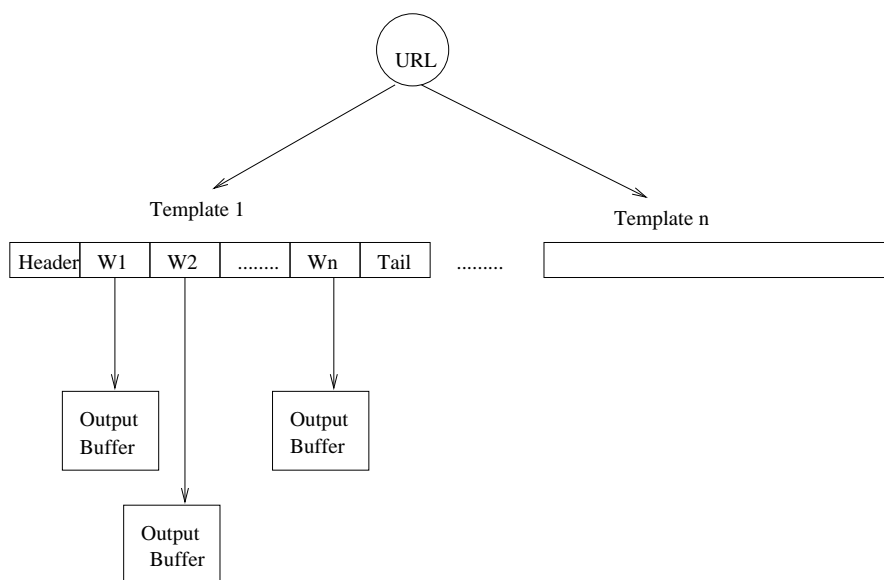 URL
Template 1
Template n
Header W1 W2 ........ Wn Tail .........
Output
Buffer
Output
Buffer
Output
Buffer